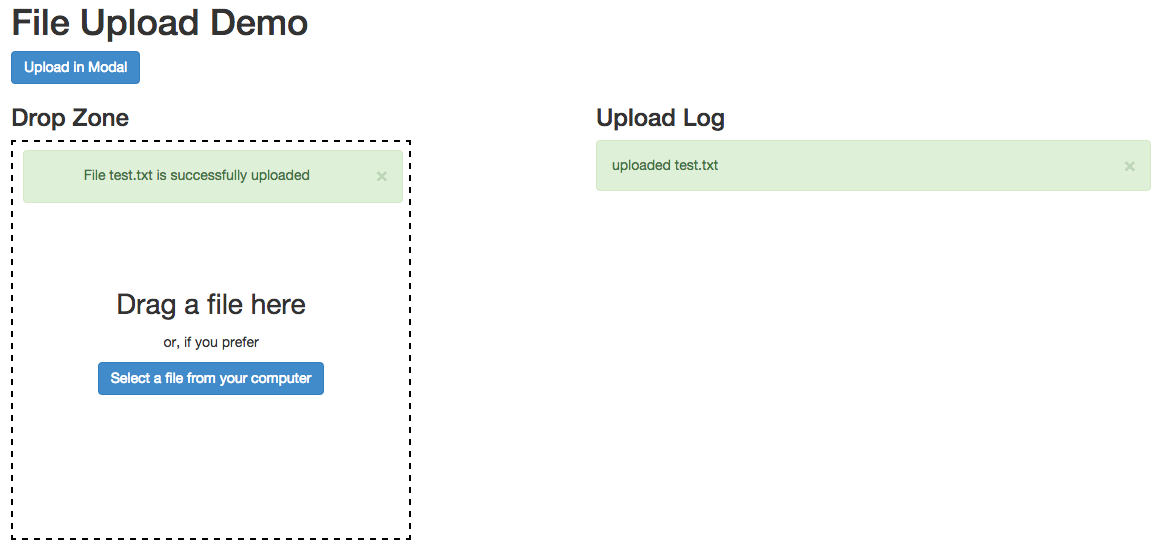 File Upload Demo
Upload in Modal
Drop Zone
File test.txt is successfully uploaded ×
Drag a file here
or, if you prefer
Select a file from your computer
Upload Log
uploaded test.txt ×